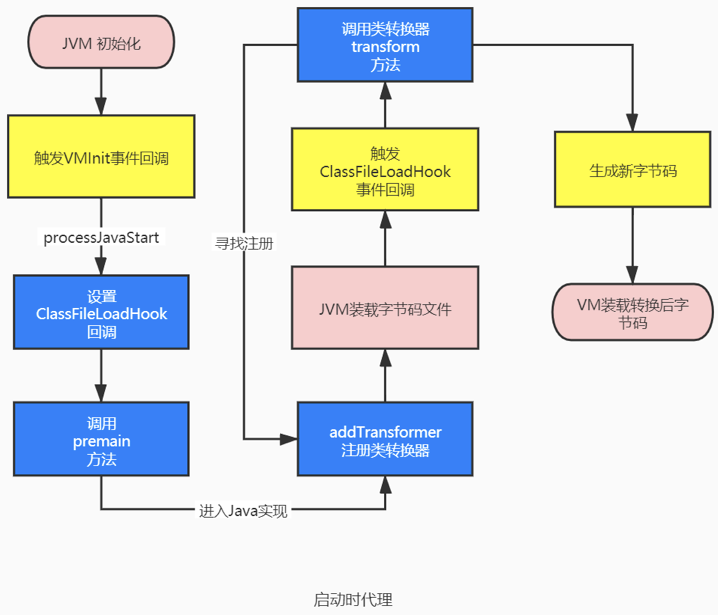 JVM 初始化
触发VMInit事件回调
processJavaStart
设置
ClassFileLoadHook
回调
调用
premain
方法
进入Java实现
addTransformer
注册类转换器
JVM装载字节码文件
触发
ClassFileLoadHook
事件回调
调用类转换器
transform
方法
寻找注册
生成新字节码
VM装载转换后字
节码
启动时代理